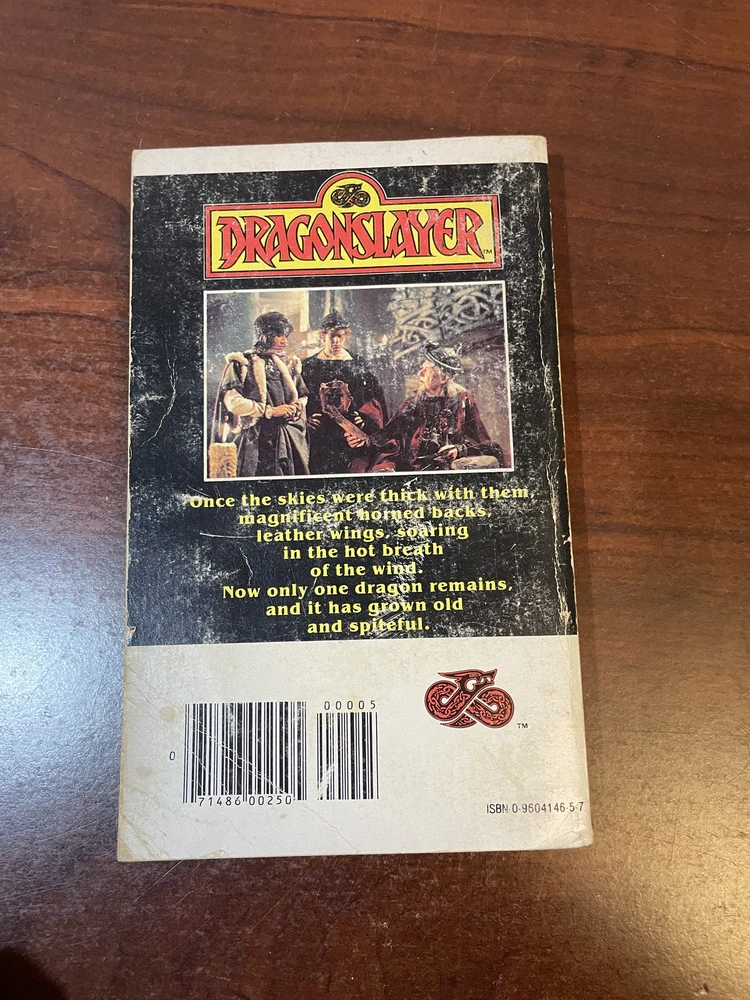 DRAGONSLAYER™
Once the skies were thick with them,
magnificent horned backs,
leather wings, soaring
in the hot breath
of the wind.
Now only one dragon remains,
and it has grown old
and spiteful.
00005
0
71486 00250
TM
ISBN 0-9604146-5-7